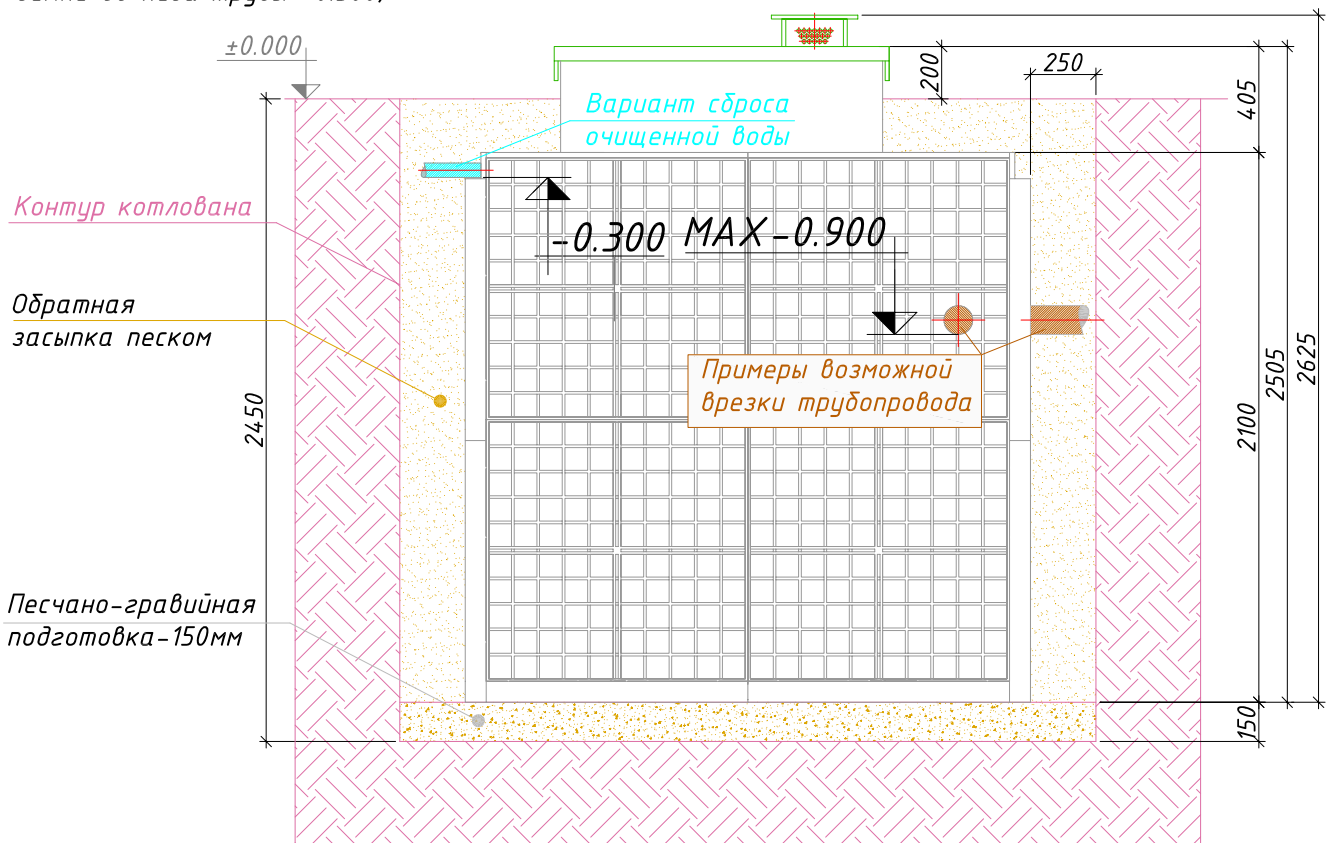 ±0.000
200
250
405
Вариант сброса
очищенной воды
Контур котлована
-0.300
MAX-0.900
Обратная
засыпка песком
Примеры возможной
врезки трубопровода
2450
2100
2505
2625
Песчано-гравийная
подготовка-150мм
150